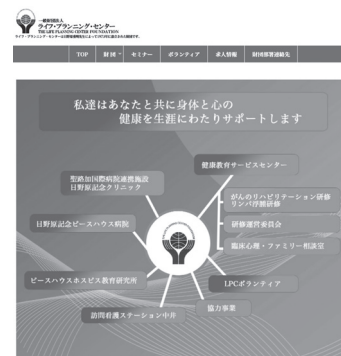 一般財団法人
ライフ・プランニング・センター
THE LIFE PLANNING CENTER FOUNDATION
TOP
財団
セミナー
ボランティア
求人情報
財団部署連絡先
私達はあなたと共に身体と心の
健康を生涯にわたりサポートします
健康教育サービスセンター
聖路加国際病院連携施設
日野原記念クリニック
がんのリハビリテーション研修
リンパ浮腫研修
日野原記念ピースハウス病院
研修運営委員会
臨床心理・ファミリー相談室
ピースハウスホスピス教育研究所
LPCボランティア
訪問看護ステーション中井
協力事業